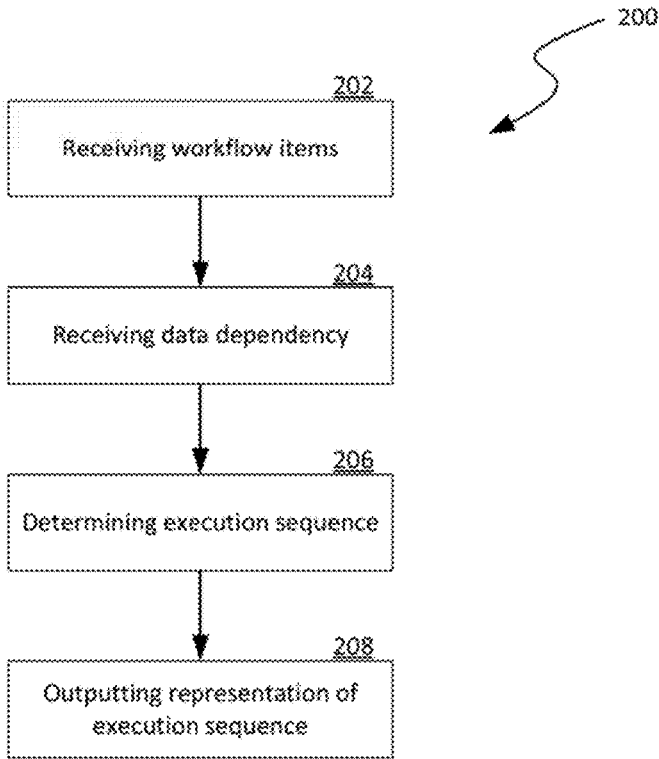 200
202
Receiving workflow items
204
Receiving data dependency
206
Determining execution sequence
208
Outputting representation of
execution sequence